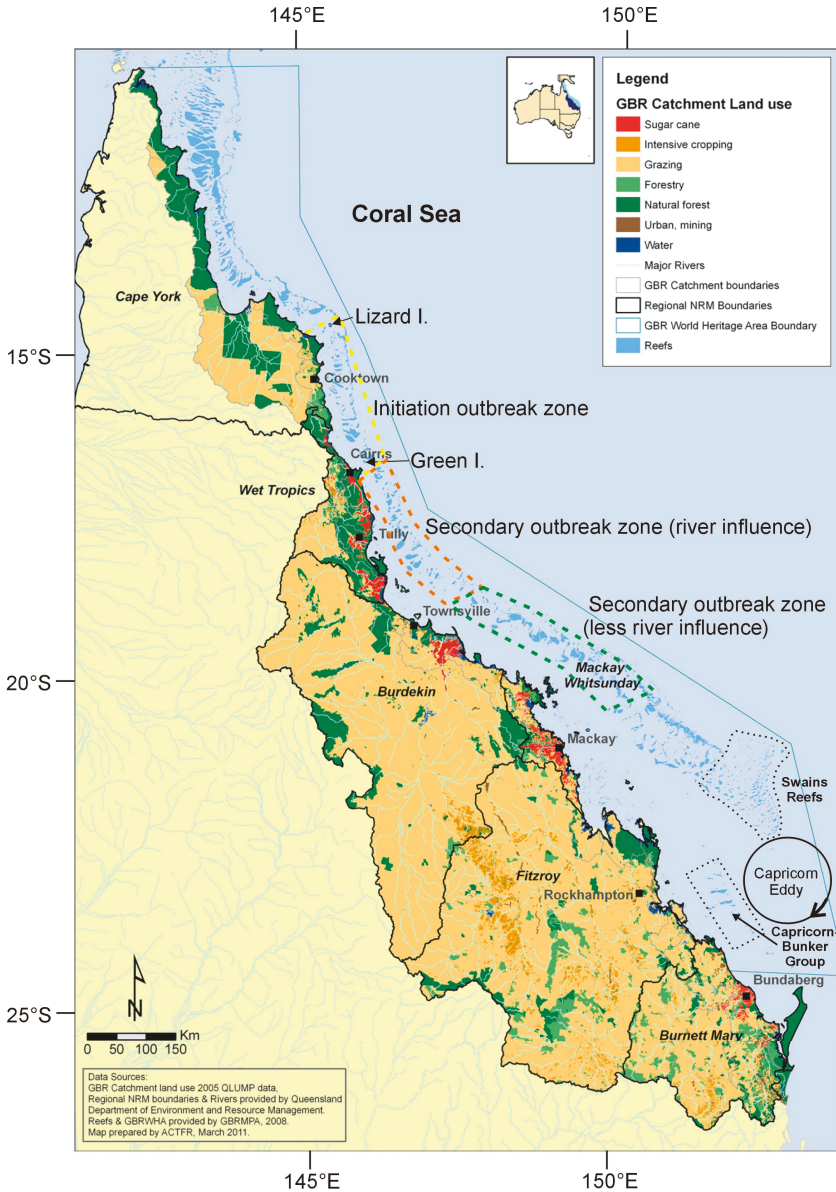 145°E
150°E
Legend
GBR Catchment Land use
Sugar cane
Intensive cropping
Grazing
Forestry
Natural forest
Urban, mining
Water
Major Rivers
GBR Catchment boundaries
Regional NRM Boundaries
GBR World Heritage Area Boundary
Reefs
Coral Sea
Cape York
Lizard I.
15°S
Cooktown
Initiation outbreak zone
Cairns
Green I.
Wet Tropics
Secondary outbreak zone (river influence)
Tully
Secondary outbreak zone
(less river influence)
Townsville
Mackay
Whitsunday
20°S
Burdekin
Mackay
Swains
Reefs
Capricorn
Eddy
Fitzroy
Rockhampton
Capricorn-
Bunker
Group
Bundaberg
N
25°S
Burnett Mary
Km
0 50 100 150
Data Sources:
GBR Catchment land use 2005 QLUMP data,
Regional NRM boundaries & Rivers provided by Queensland
Department of Environment and Resource Management.
Reefs & GBRWHA provided by GBRMPA, 2008.
Map prepared by ACTFR, March 2011.
145°E
150°E